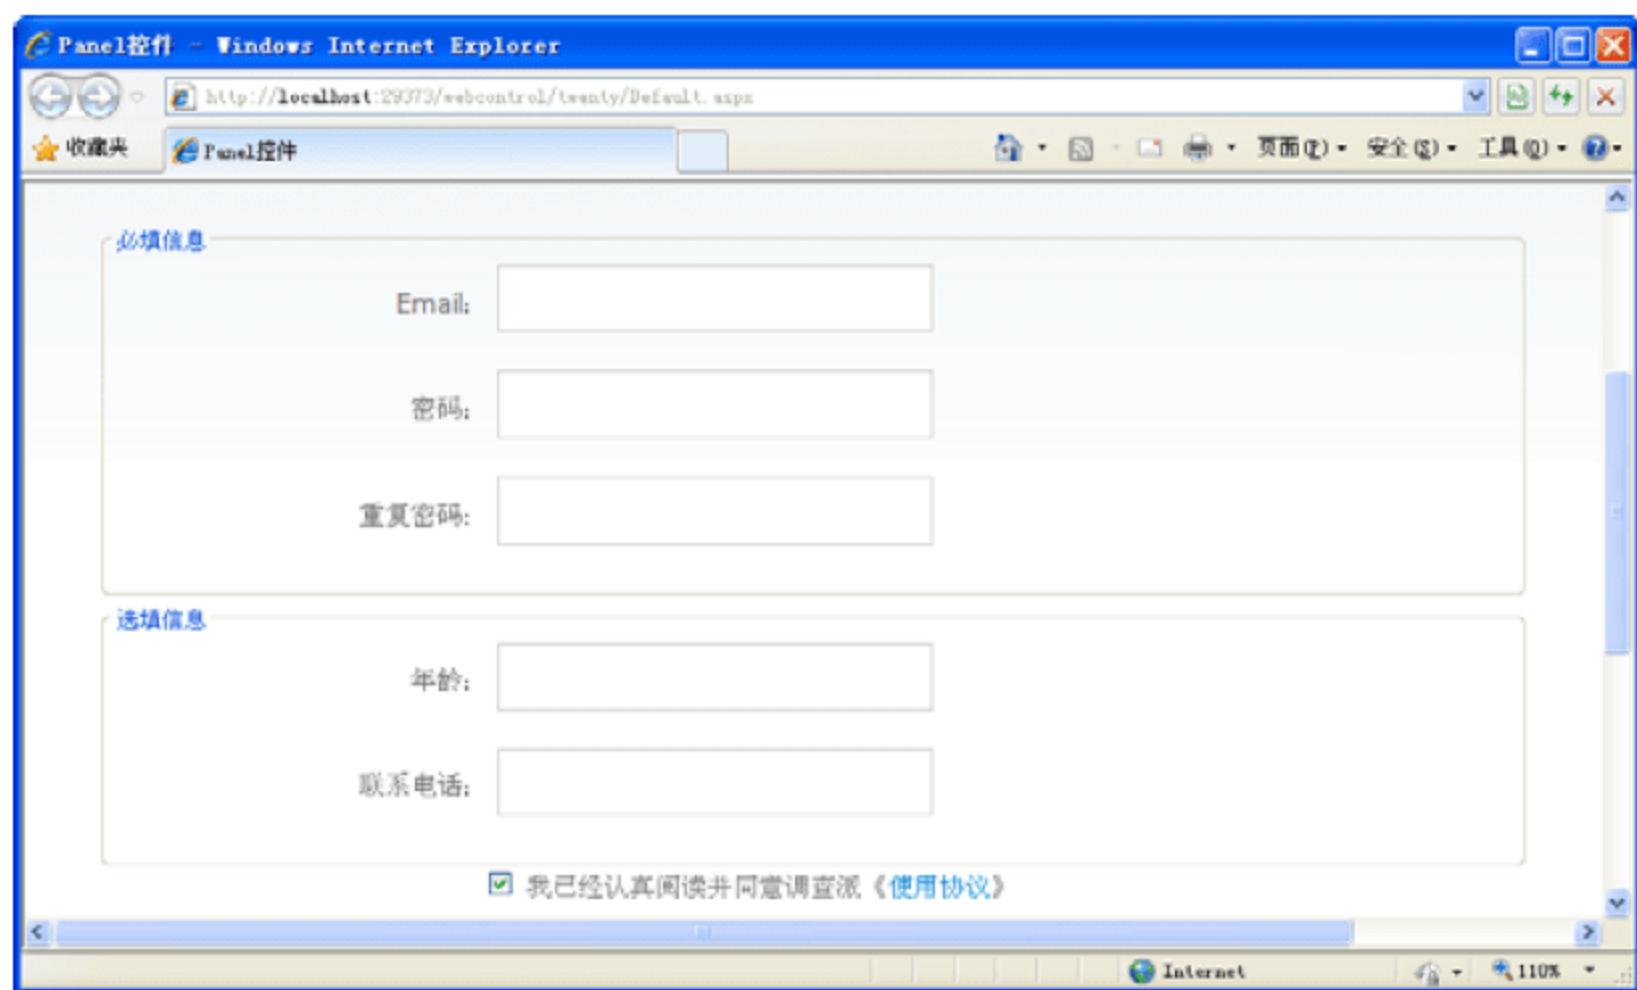 Panel控件 - Windows Internet Explorer
http://localhost:29373/webcontrol/twenty/Default.aspx
收藏夹 Panel控件 页面(P) 安全(S) 工具(O)
必填信息
Email:
密码:
重复密码:
选填信息
年龄:
联系电话:
我已经认真阅读并同意调查派《使用协议》
Internet 110%